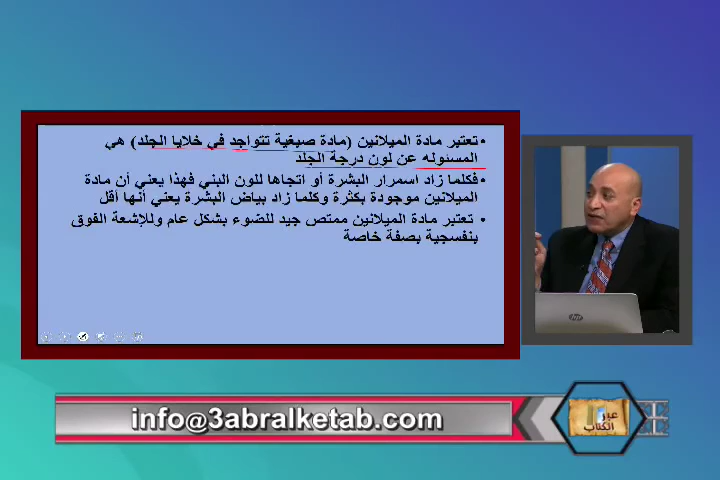 • تعتبر مادة الميلانين (مادة صبغية تتواجد في خلايا الجلد) هي
المسئوله عن لون درجة الجلد
• فكلما زاد اسمرار البشرة أو اتجاها للون البني فهذا يعني أن مادة
الميلانين موجودة بكثرة وكلما زاد بياض البشرة يعني أنها أقل
• تعتبر مادة الميلانين ممتص جيد للضوء بشكل عام وللإشعة الفوق
بنفسجية بصفة خاصة
hp
info@3abralketab.com
عبر
الكتاب